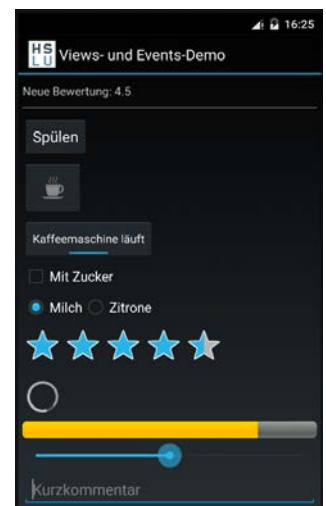 16:25
HS
LU
Views- und Events-Demo
Neue Bewertung: 4.5
Spülen
Kaffeemaschine läuft
Mit Zucker
Milch Zitrone
Kurzkommentar